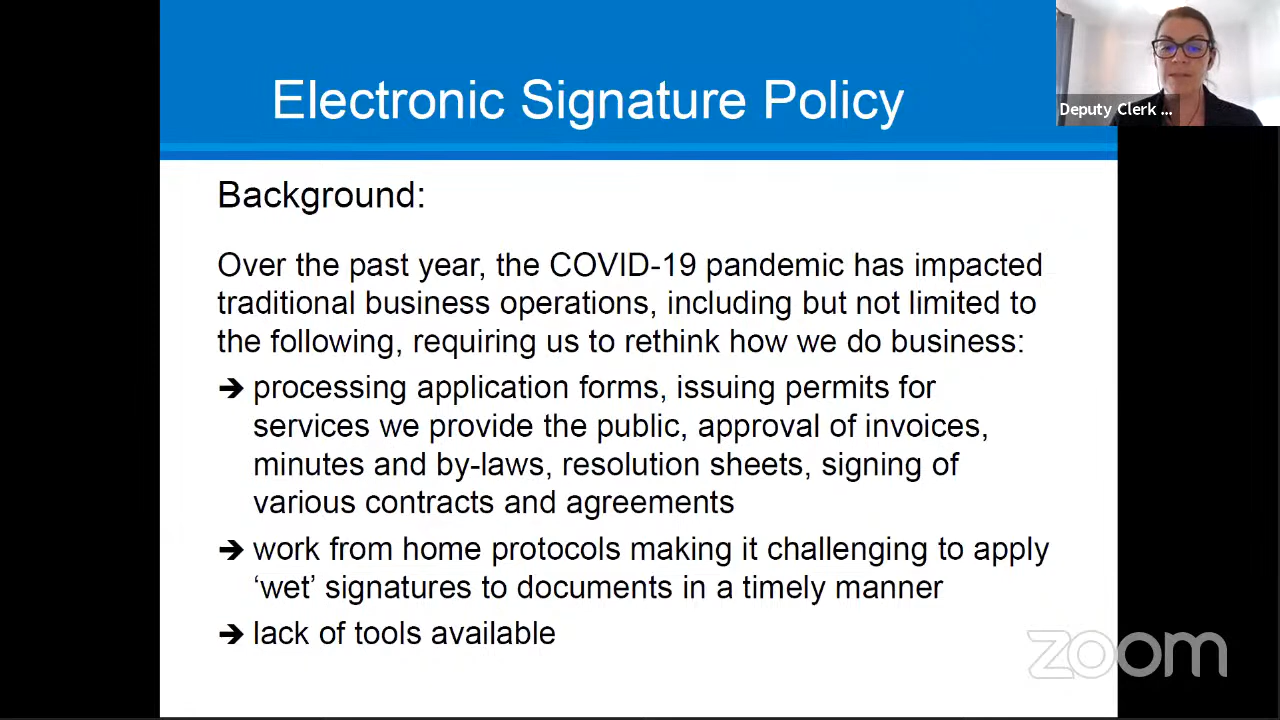 Electronic Signature Policy
Deputy Clerk ...
Background:
Over the past year, the COVID-19 pandemic has impacted
traditional business operations, including but not limited to
the following, requiring us to rethink how we do business:
➔ processing application forms, issuing permits for
services we provide the public, approval of invoices,
minutes and by-laws, resolution sheets, signing of
various contracts and agreements
➔ work from home protocols making it challenging to apply
‘wet’ signatures to documents in a timely manner
➔ lack of tools available
zoom